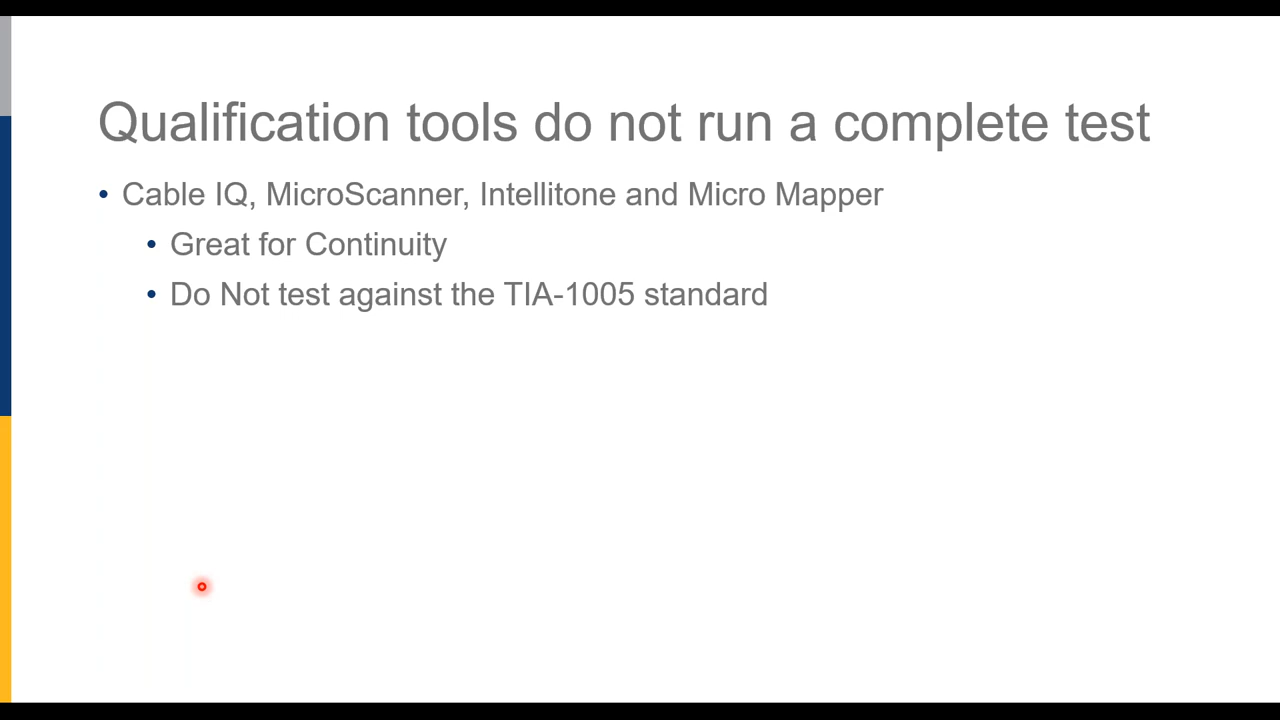 Qualification tools do not run a complete test
• Cable IQ, MicroScanner, Intellitone and Micro Mapper
• Great for Continuity
• Do Not test against the TIA-1005 standard